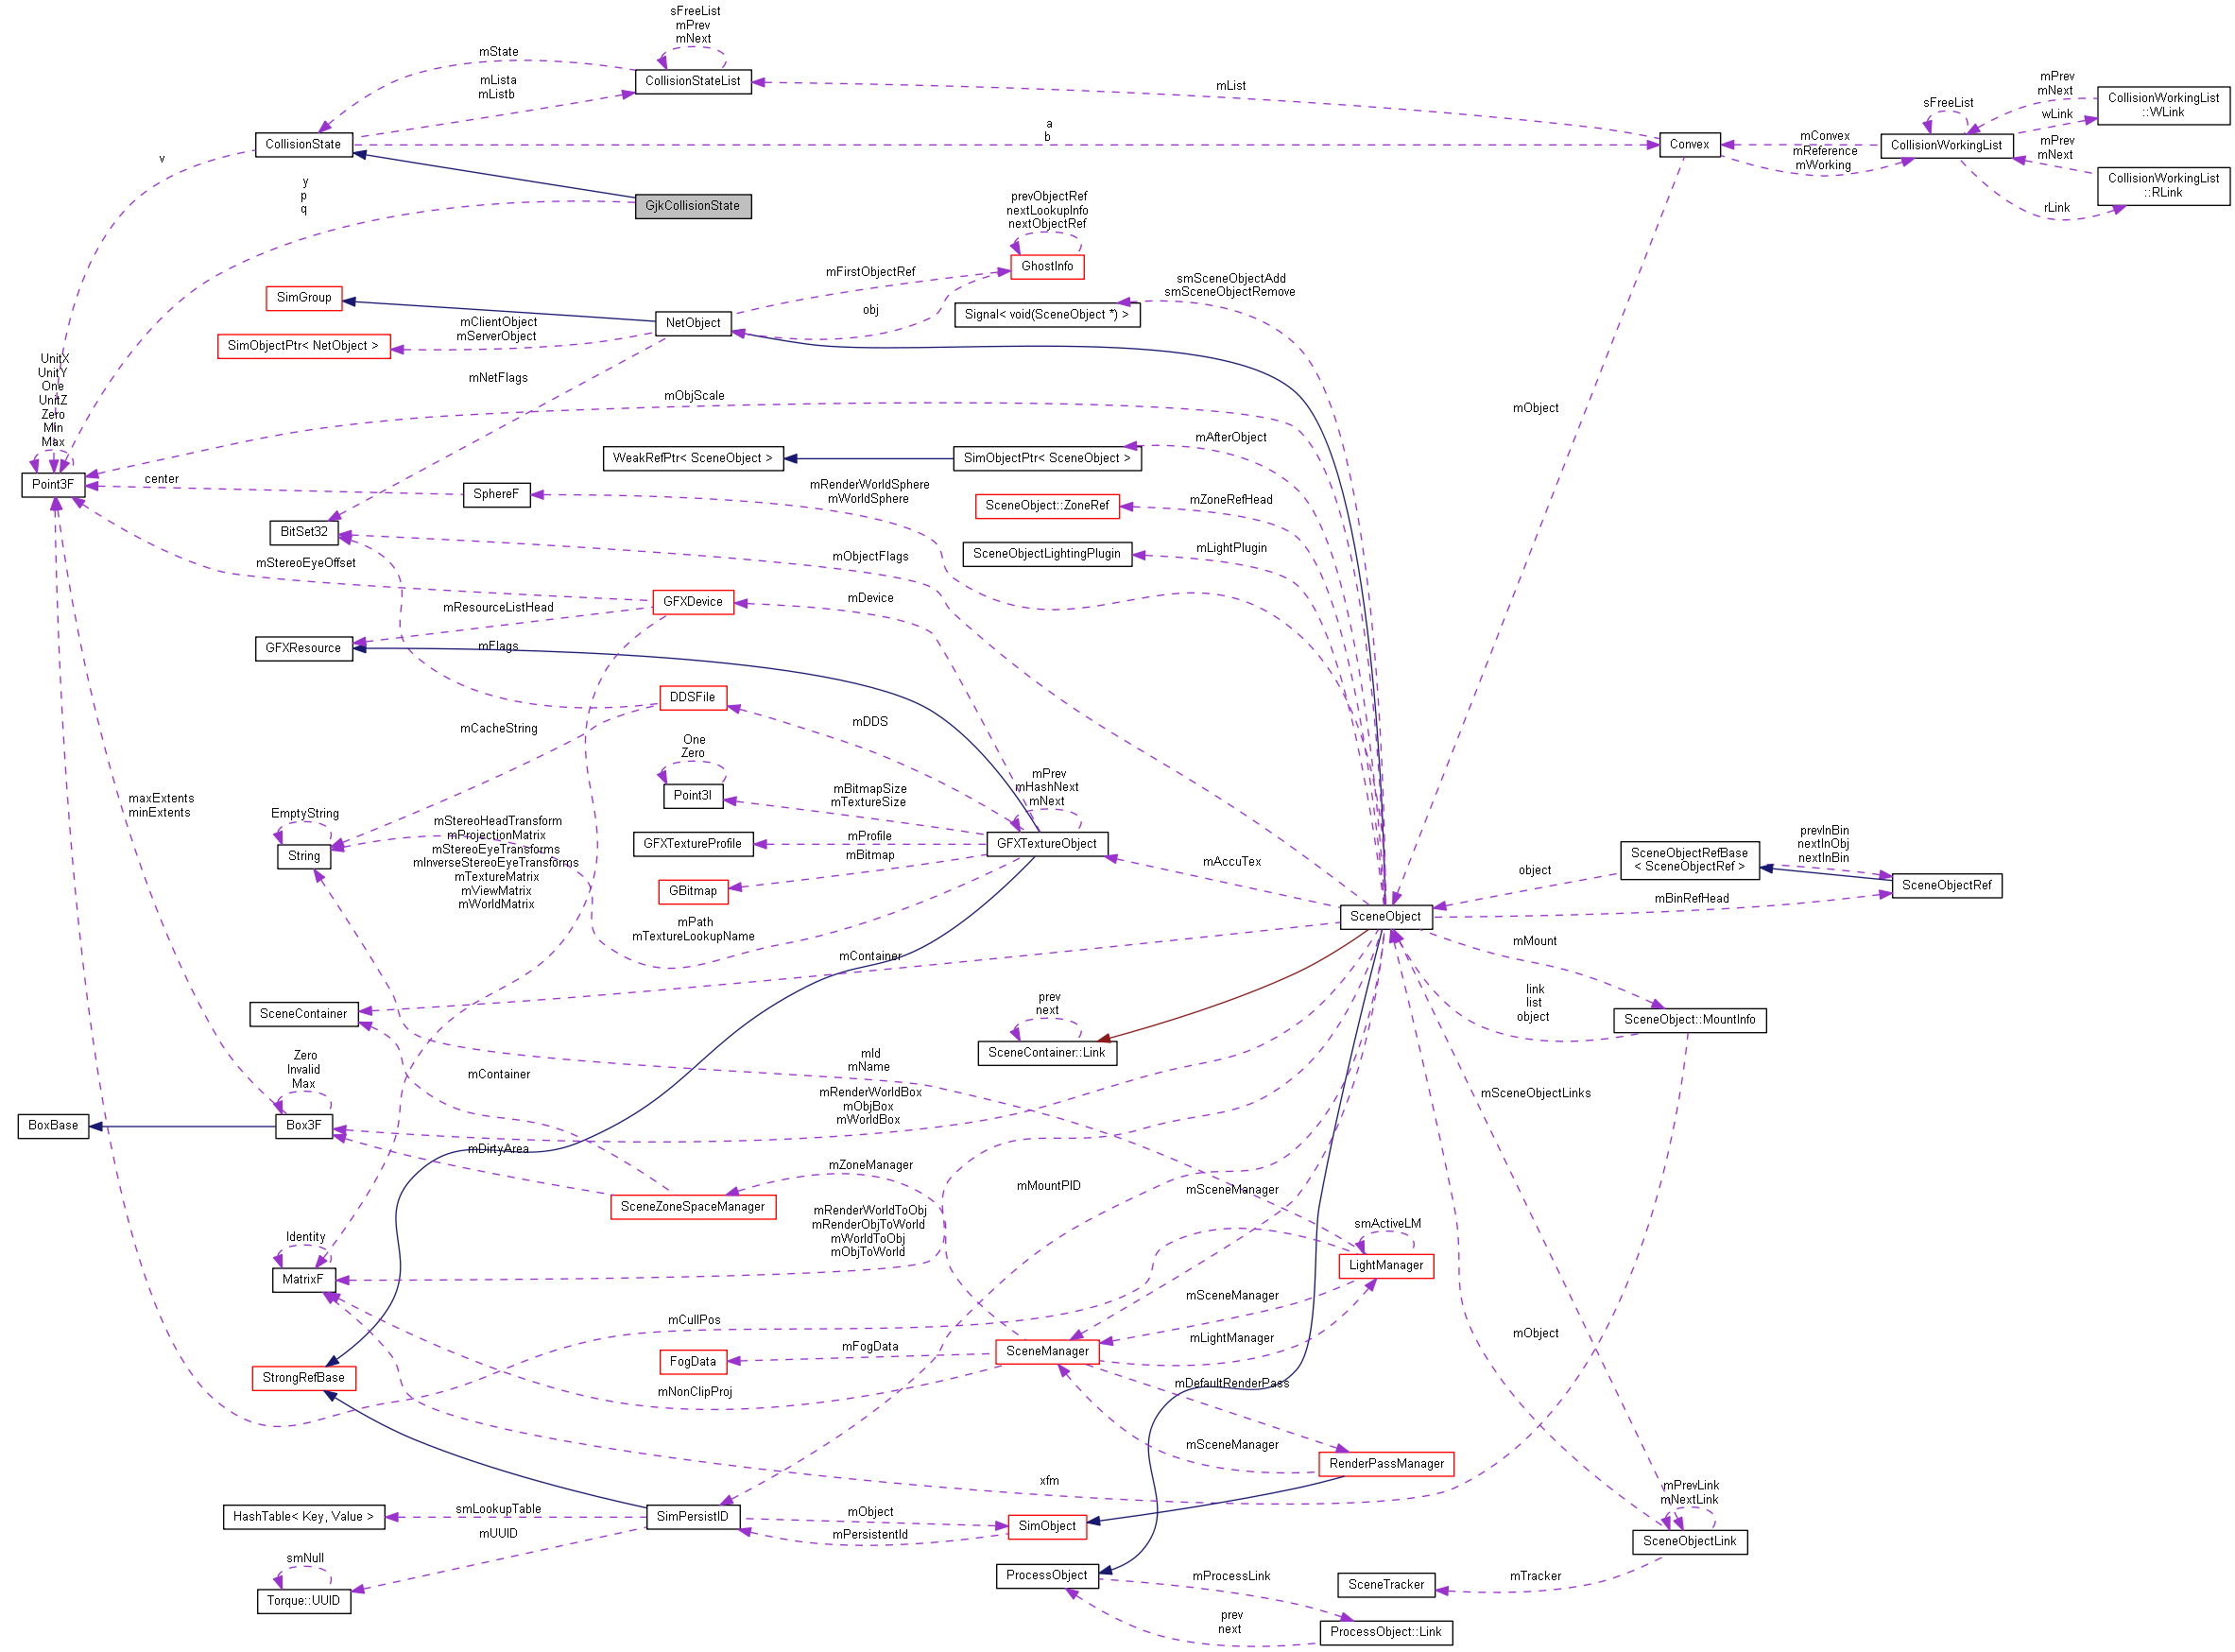 sFreeList
mPrev
mNext
mState
CollisionStateList
mLista
mListb
mList
mPrev
mNext
CollisionWorkingList
::WLink
sFreeList
wLink
a
b
CollisionState
Convex
mConvex
mReference
mWorking
CollisionWorkingList
mPrev
mNext
CollisionWorkingList
::RLink
rLink
v
y
p
q
GjkCollisionState
prevObjectRef
nextLookupInfo
nextObjectRef
GhostInfo
mFirstObjectRef
smSceneObjectAdd
smSceneObjectRemove
SimGroup
NetObject
obj
Signal< void(SceneObject *) >
mClientObject
mServerObject
SimObjectPtr< NetObject >
UnitX
UnitY
One
UnitZ
Zero
Min
Max
mNetFlags
mObjScale
mObject
mAfterObject
WeakRefPtr< SceneObject >
SimObjectPtr< SceneObject >
Point3F
center
SphereF
mRenderWorldSphere
mWorldSphere
mZoneRefHead
SceneObject::ZoneRef
BitSet32
mObjectFlags
SceneObjectLightingPlugin
mLightPlugin
mStereoEyeOffset
GFXDevice
mDevice
mResourceListHead
GFXResource
mFlags
DDSFile
mDDS
mCacheString
One
Zero
Point3I
mPrev
mHashNext
mNext
mBitmapSize
mTextureSize
maxExtents
minExtents
EmptyString
String
mStereoHeadTransform
mProjectionMatrix
mStereoEyeTransforms
mInverseStereoEyeTransforms
mTextureMatrix
mViewMatrix
mWorldMatrix
GFXTextureProfile
mProfile
mBitmap
GFXTextureObject
GBitmap
mAccuTex
object
SceneObjectRefBase
< SceneObjectRef >
prevInBin
nextInObj
nextInBin
SceneObjectRef
mBinRefHead
SceneObject
mPath
mTextureLookupName
mContainer
mMount
SceneContainer
prev
next
SceneContainer::Link
link
list
object
SceneObject::MountInfo
mContainer
mId
mName
Zero
Invalid
Max
mRenderWorldBox
mObjBox
mWorldBox
mSceneObjectLinks
BoxBase
Box3F
mDirtyArea
mZoneManager
mMountPID
mSceneManager
SceneZoneSpaceManager
mRenderWorldToObj
mRenderObjToWorld
mWorldToObj
mObjToWorld
smActiveLM
LightManager
Identity
MatrixF
mSceneManager
mCullPos
mLightManager
mObject
SceneManager
mFogData
FogData
StrongRefBase
mNonClipProj
mDefaultRenderPass
mSceneManager
RenderPassManager
xfm
mPrevLink
mNextLink
HashTable< Key, Value >
smLookupTable
SimPersistID
mObject
SimObject
mPersistentId
mUUID
SceneObjectLink
smNull
Torque::UUID
ProcessObject
mProcessLink
SceneTracker
mTracker
prev
next
ProcessObject::Link